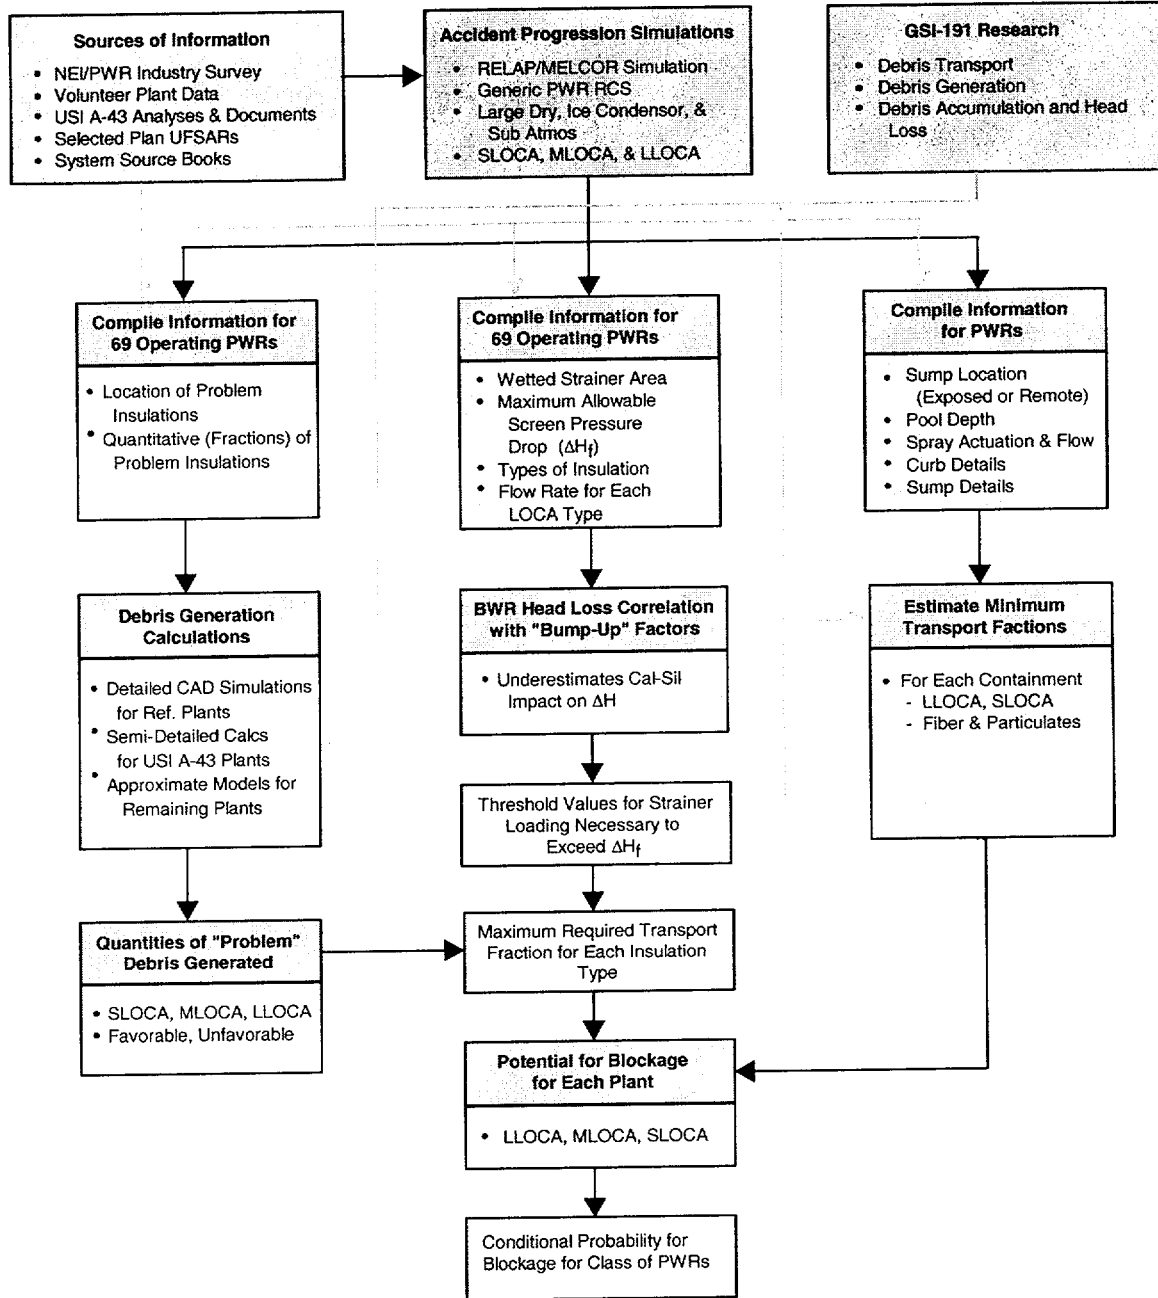 Sources of Information
• NEI/PWR Industry Survey
• Volunteer Plant Data
• USI A-43 Analyses & Documents
• Selected Plan UFSARs
• System Source Books
Accident Progression Simulations
• RELAP/MELCOR Simulation
• Generic PWR RCS
• Large Dry, Ice Condensor, &
Sub Atmos
• SLOCA, MLOCA, & LLOCA
GSI-191 Research
• Debris Transport
• Debris Generation
• Debris Accumulation and Head
Loss
Compile Information for
69 Operating PWRs
• Location of Problem
Insulations
• Quantitative (Fractions) of
Problem Insulations
Compile Information for
69 Operating PWRs
• Wetted Strainer Area
• Maximum Allowable
Screen Pressure
Drop (ΔHf)
• Types of Insulation
• Flow Rate for Each
LOCA Type
Compile Information
for PWRs
• Sump Location
(Exposed or Remote)
• Pool Depth
• Spray Actuation & Flow
• Curb Details
• Sump Details
Debris Generation
Calculations
• Detailed CAD Simulations
for Ref. Plants
• Semi-Detailed Calcs
for USI A-43 Plants
• Approximate Models for
Remaining Plants
BWR Head Loss Correlation
with "Bump-Up" Factors
• Underestimates Cal-Sil
Impact on ΔH
Estimate Minimum
Transport Factions
• For Each Containment
- LLOCA, SLOCA
- Fiber & Particulates
Threshold Values for Strainer
Loading Necessary to
Exceed ΔHf
Quantities of "Problem"
Debris Generated
• SLOCA, MLOCA, LLOCA
• Favorable, Unfavorable
Maximum Required Transport
Fraction for Each Insulation
Type
Potential for Blockage
for Each Plant
• LLOCA, MLOCA, SLOCA
Conditional Probability for
Blockage for Class of PWRs